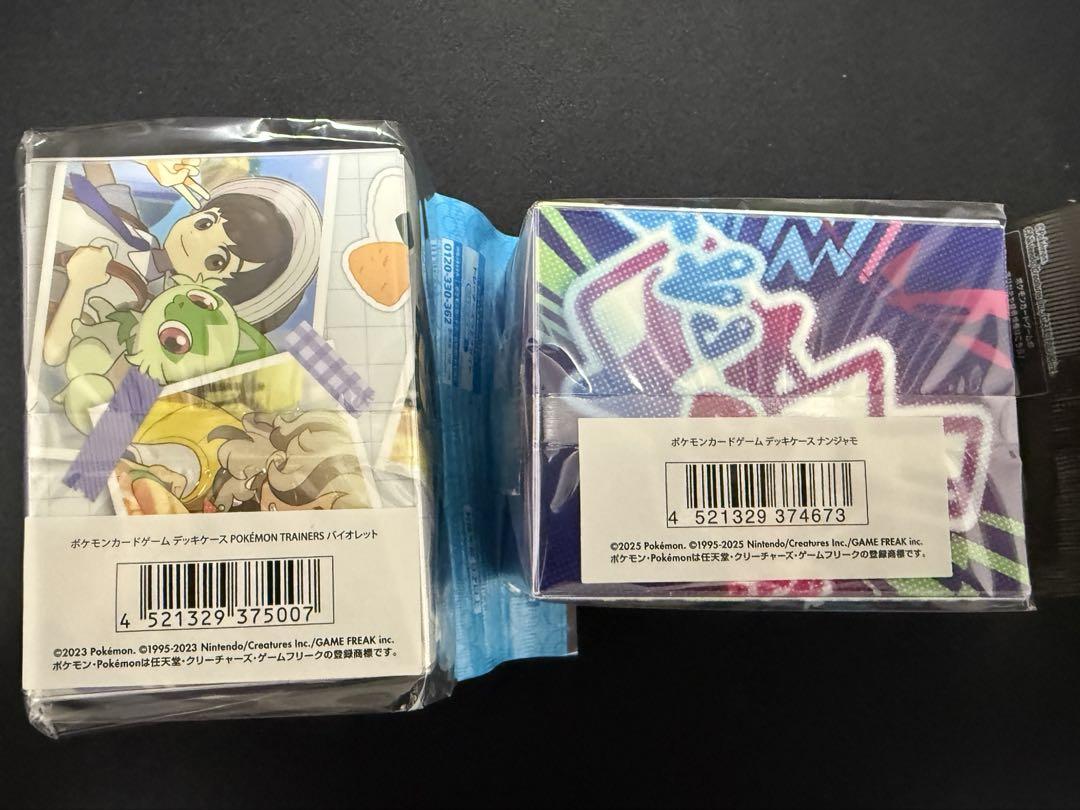 ポケモンカードゲーム デッキケース POKÉMON TRAINERS バイオレット
4 521329 375007
©2023 Pokémon. ©1995-2023 Nintendo/Creatures Inc./GAME FREAK inc.
ポケモン・Pokémonは任天堂・クリーチャーズ・ゲームフリークの登録商標です。
0120-330-362
ポケモンカードゲーム デッキケース ナンジャモ
4 521329 374673
©2025 Pokémon. ©1995-2025 Nintendo/Creatures Inc./GAME FREAK inc.
ポケモン・Pokémonは任天堂・クリーチャーズ・ゲームフリークの登録商標です。